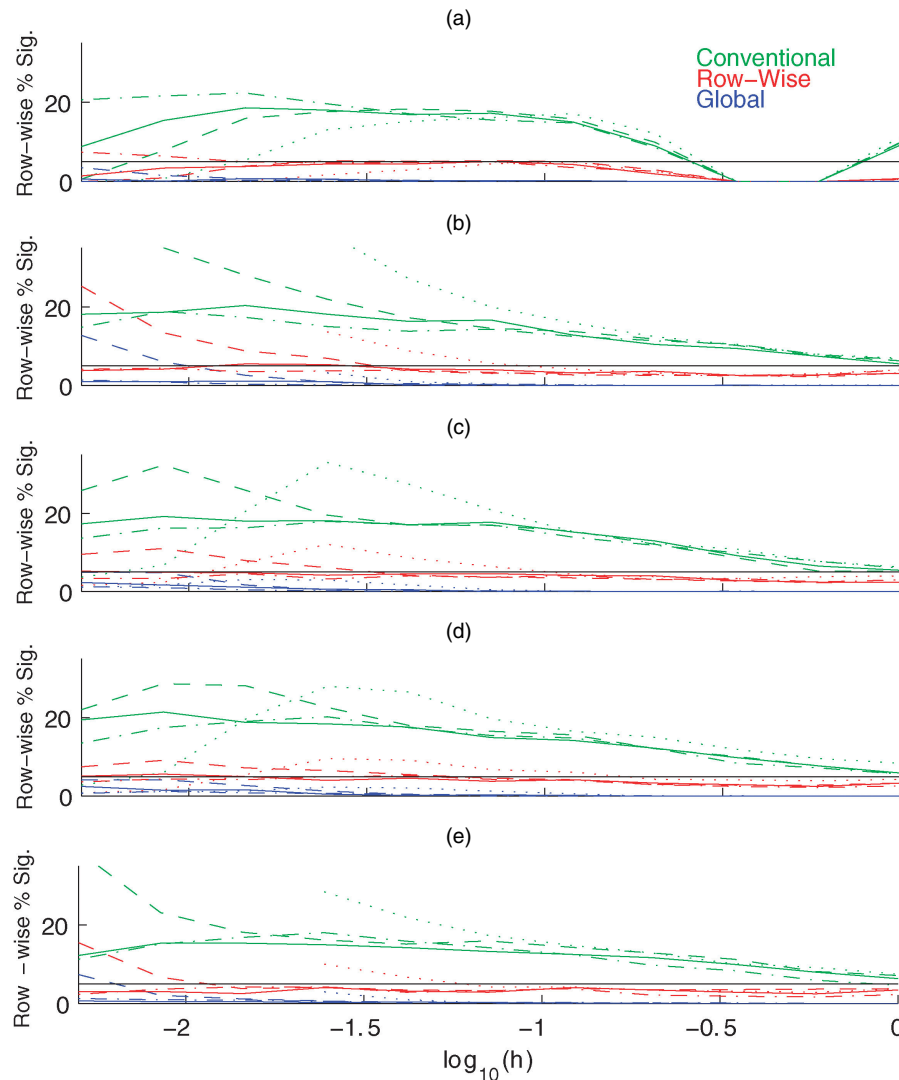 (a)
Conventional
Row-Wise
Global
Row-wise % Sig.
20
0
(b)
Row-wise % Sig.
20
0
(c)
Row-wise % Sig.
20
0
(d)
Row-wise % Sig.
20
0
(e)
Row -wise % Sig.
20
0
−2
−1.5
−1
−0.5
0
log10(h)